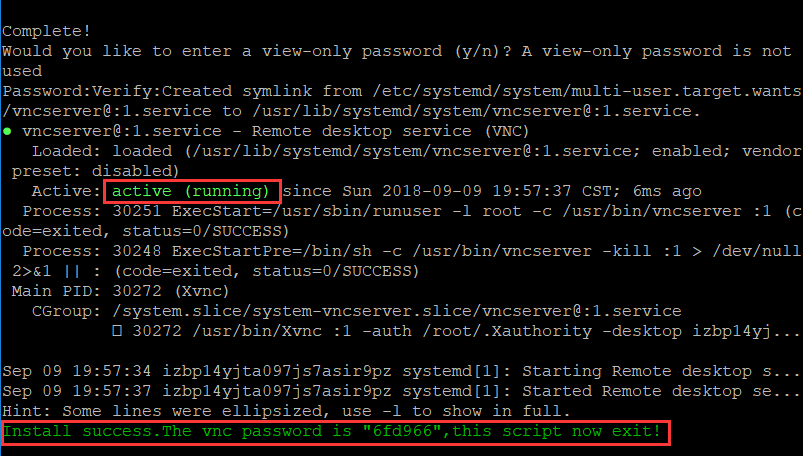 Complete!
Would you like to enter a view-only password (y/n)? A view-only password is not
used
Password:Verify:Created symlink from /etc/systemd/system/multi-user.target.wants
/vncserver@:1.service to /usr/lib/systemd/system/vncserver@:1.service.
● vncserver@:1.service - Remote desktop service (VNC)
Loaded: loaded (/usr/lib/systemd/system/vncserver@:1.service; enabled; vendor
preset: disabled)
Active: active (running) since Sun 2018-09-09 19:57:37 CST; 6ms ago
Process: 30251 ExecStart=/usr/sbin/runuser -l root -c /usr/bin/vncserver :1 (c
ode=exited, status=0/SUCCESS)
Process: 30248 ExecStartPre=/bin/sh -c /usr/bin/vncserver -kill :1 > /dev/null
2>&1 || : (code=exited, status=0/SUCCESS)
Main PID: 30272 (Xvnc)
CGroup: /system.slice/system-vncserver.slice/vncserver@:1.service
□ 30272 /usr/bin/Xvnc :1 -auth /root/.Xauthority -desktop izbp14yj...
Sep 09 19:57:34 izbp14yjta097js7asir9pz systemd[1]: Starting Remote desktop s...
Sep 09 19:57:37 izbp14yjta097js7asir9pz systemd[1]: Started Remote desktop se...
Hint: Some lines were ellipsized, use -l to show in full.
Install success.The vnc password is "6fd966",this script now exit!